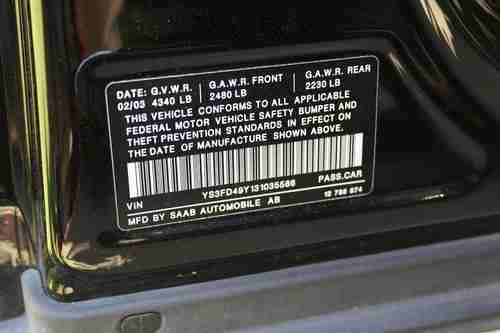 DATE: G.V.W.R. G.A.W.R. FRONT G.A.W.R. REAR
02/03 4340 LB 2480 LB 2230 LB
THIS VEHICLE CONFORMS TO ALL APPLICABLE
FEDERAL MOTOR VEHICLE SAFETY BUMPER AND
THEFT PREVENTION STANDARDS IN EFFECT ON
THE DATE OF MANUFACTURE SHOWN ABOVE.
YS3FD49Y131035586 PASS.CAR
VIN
MFD BY SAAB AUTOMOBILE AB 12 786 674